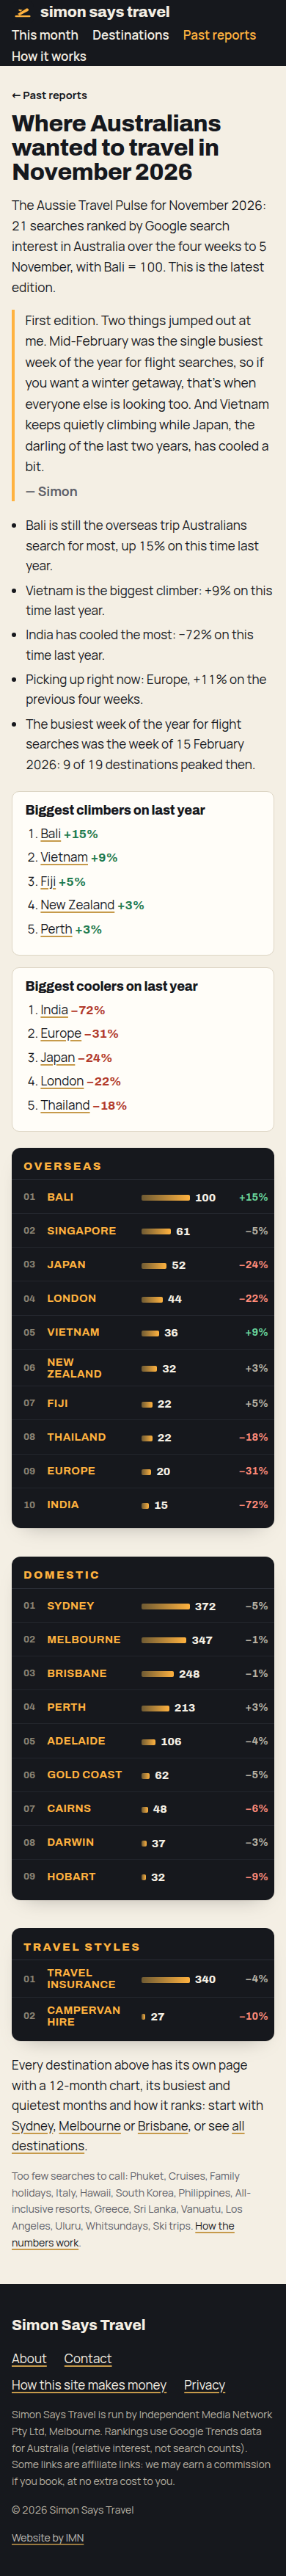 simon says travel
This month Destinations Past reports
How it works
← Past reports
Where Australians
wanted to travel in
November 2026
The Aussie Travel Pulse for November 2026:
21 searches ranked by Google search
interest in Australia over the four weeks to 5
November, with Bali = 100. This is the latest
edition.
First edition. Two things jumped out at
me. Mid-February was the single busiest
week of the year for flight searches, so if
you want a winter getaway, that's when
everyone else is looking too. And Vietnam
keeps quietly climbing while Japan, the
darling of the last two years, has cooled a
bit.
— Simon
• Bali is still the overseas trip Australians
search for most, up 15% on this time last
year.
• Vietnam is the biggest climber: +9% on this
time last year.
• India has cooled the most: −72% on this
time last year.
• Picking up right now: Europe, +11% on the
previous four weeks.
• The busiest week of the year for flight
searches was the week of 15 February
2026: 9 of 19 destinations peaked then.
Biggest climbers on last year
1. Bali +15%
2. Vietnam +9%
3. Fiji +5%
4. New Zealand +3%
5. Perth +3%
Biggest coolers on last year
1. India −72%
2. Europe −31%
3. Japan −24%
4. London −22%
5. Thailand −18%
OVERSEAS
01 BALI 100 +15%
02 SINGAPORE 61 −5%
03 JAPAN 52 −24%
04 LONDON 44 −22%
05 VIETNAM 36 +9%
06 NEW ZEALAND 32 +3%
07 FIJI 22 +5%
08 THAILAND 22 −18%
09 EUROPE 20 −31%
10 INDIA 15 −72%
DOMESTIC
01 SYDNEY 372 −5%
02 MELBOURNE 347 −1%
03 BRISBANE 248 −1%
04 PERTH 213 +3%
05 ADELAIDE 106 −4%
06 GOLD COAST 62 −5%
07 CAIRNS 48 −6%
08 DARWIN 37 −3%
09 HOBART 32 −9%
TRAVEL STYLES
01 TRAVEL INSURANCE 340 −4%
02 CAMPERVAN HIRE 27 −10%
Every destination above has its own page
with a 12-month chart, its busiest and
quietest months and how it ranks: start with
Sydney, Melbourne or Brisbane, or see all
destinations.
Too few searches to call: Phuket, Cruises, Family
holidays, Italy, Hawaii, South Korea, Philippines, All-
inclusive resorts, Greece, Sri Lanka, Vanuatu, Los
Angeles, Uluru, Whitsundays, Ski trips. How the
numbers work.
Simon Says Travel
About Contact
How this site makes money Privacy
Simon Says Travel is run by Independent Media Network
Pty Ltd, Melbourne. Rankings use Google Trends data
for Australia (relative interest, not search counts).
Some links are affiliate links: we may earn a commission
if you book, at no extra cost to you.
© 2026 Simon Says Travel
Website by IMN